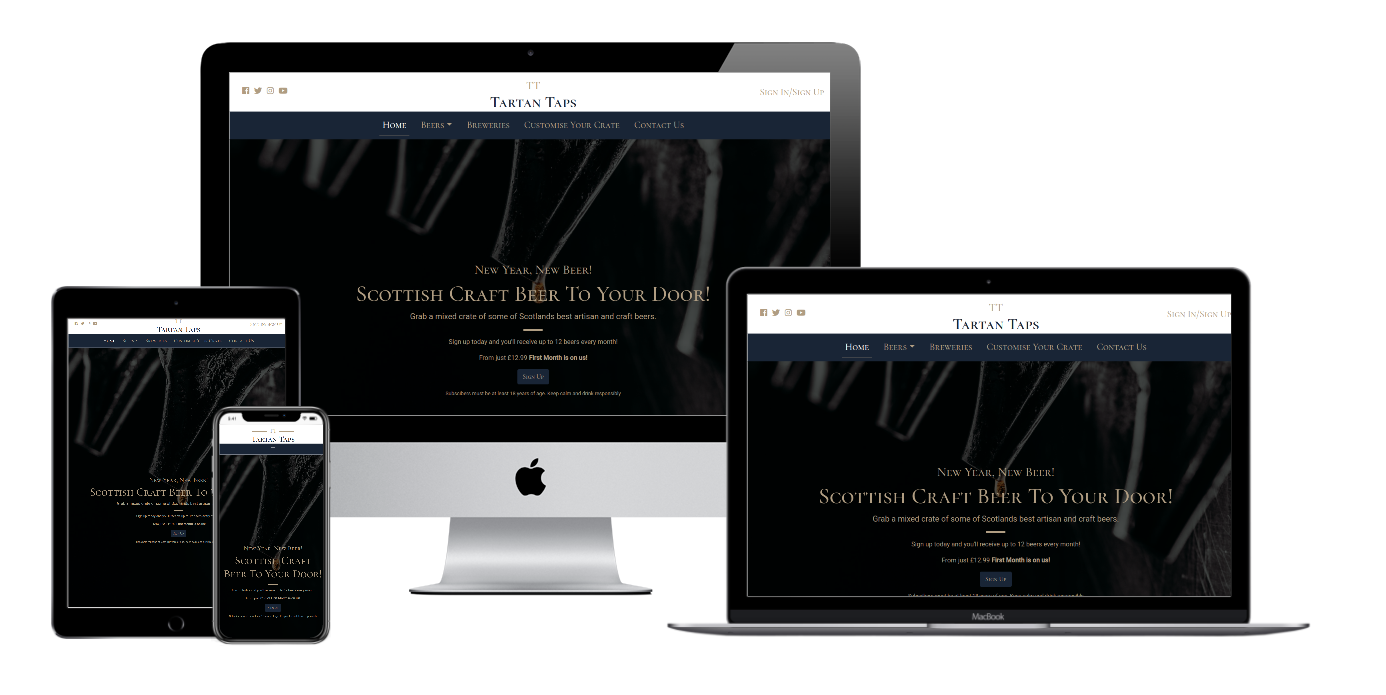 TT
Tartan Taps
Sign In/Sign Up
Home Beers Breweries Customise Your Crate Contact Us
New Year, New Beer!
Scottish Craft Beer To Your Door!
Grab a mixed crate of some of Scotlands best artisan and craft beers.
Sign up today and you'll receive up to 12 beers every month!
From just £12.99 First Month is on us!
Sign Up
Subscribers must be at least 18 years of age. Keep calm and drink responsibly
TT
Tartan Taps
Sign In/Sign Up
Home Beers Breweries Customise Your Crate Contact Us
New Year, New Beer!
Scottish Craft Beer To Your Door!
Grab a mixed crate of some of Scotlands best artisan and craft beers.
Sign up today and you'll receive up to 12 beers every month!
From just £12.99 First Month is on us!
Sign Up
MacBook
Tartan Taps
New Year, New Beer
Scottish Craft Beer To
Tartan Taps
New Year, New Beer!
Scottish Craft
Beer To Your Door!